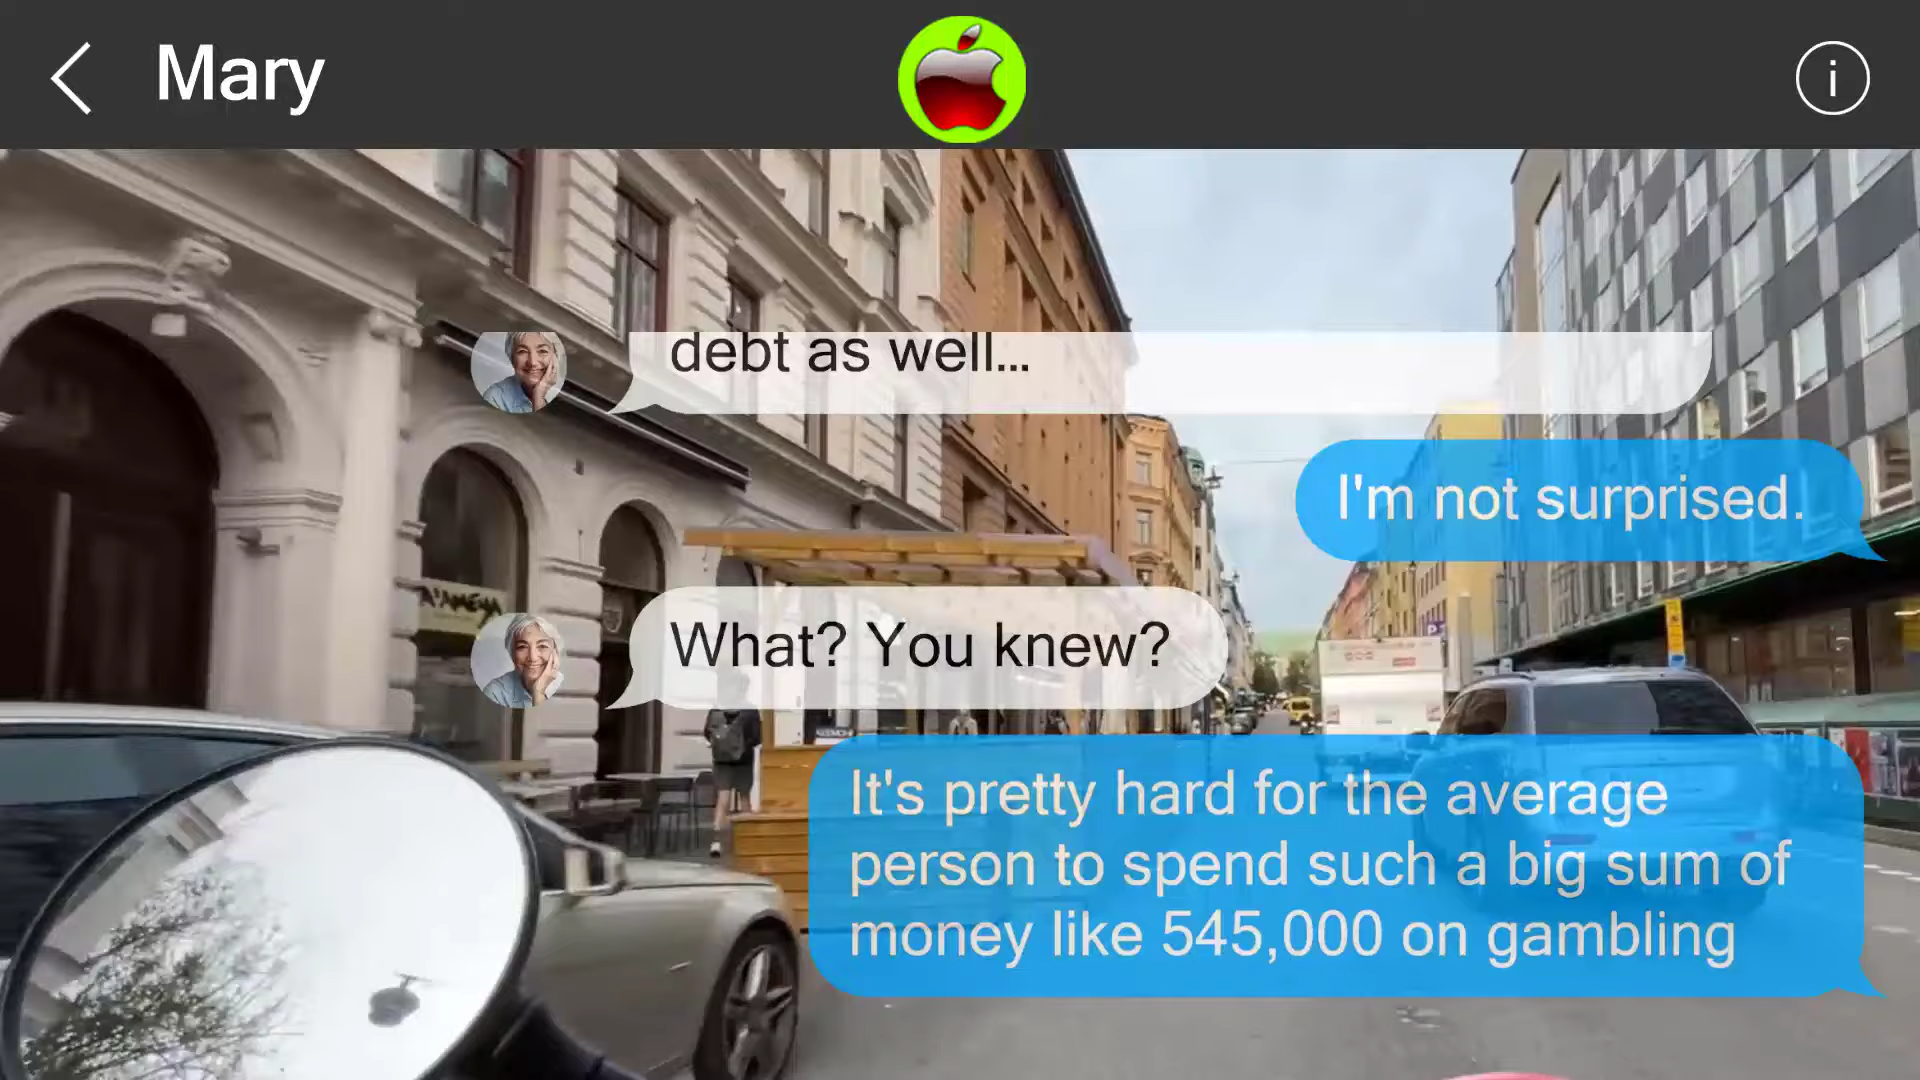 Mary
debt as well...
I'm not surprised.
What? You knew?
It's pretty hard for the average
person to spend such a big sum of
money like 545,000 on gambling